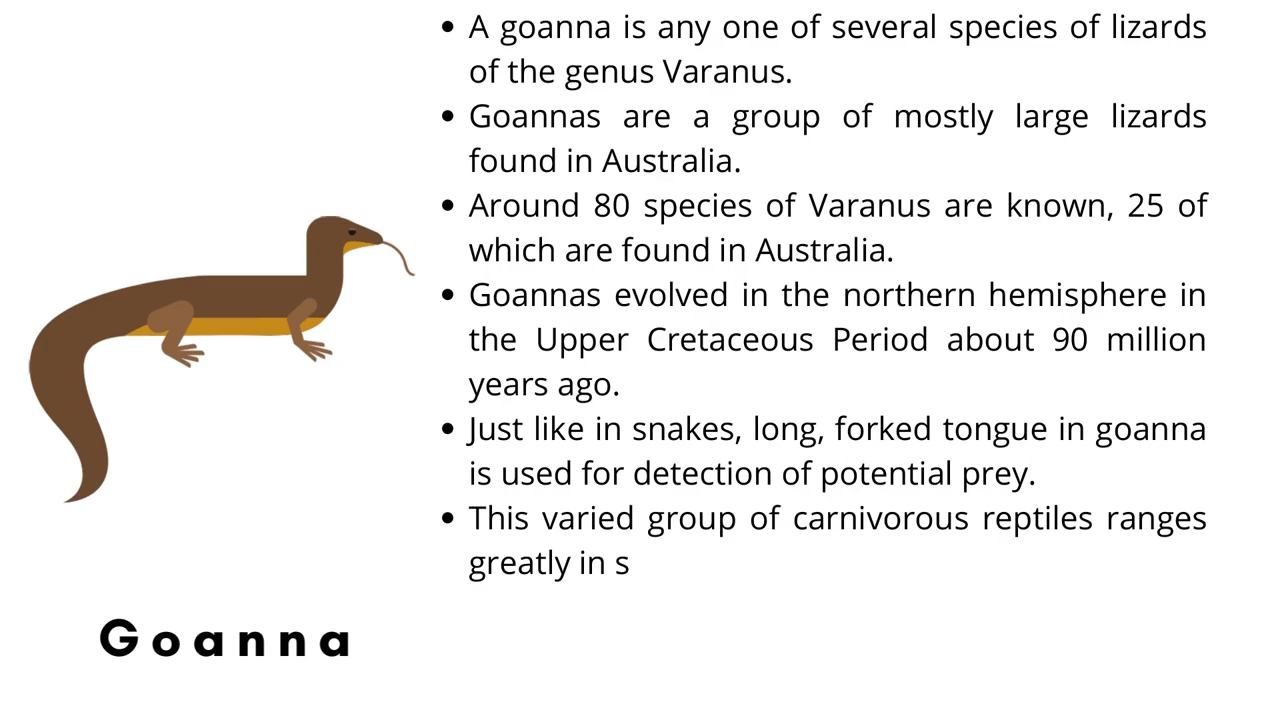 • A goanna is any one of several species of lizards
of the genus Varanus.
• Goannas are a group of mostly large lizards
found in Australia.
• Around 80 species of Varanus are known, 25 of
which are found in Australia.
• Goannas evolved in the northern hemisphere in
the Upper Cretaceous Period about 90 million
years ago.
• Just like in snakes, long, forked tongue in goanna
is used for detection of potential prey.
• This varied group of carnivorous reptiles ranges
greatly in s
Goanna